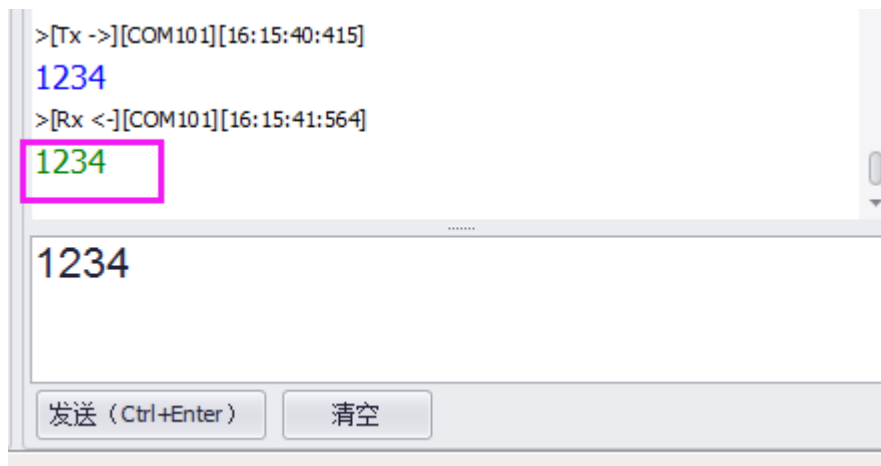 >[Tx ->][COM101][16:15:40:415]
1234
>[Rx <-][COM101][16:15:41:564]
1234
1234
发送（Ctrl+Enter） 清空